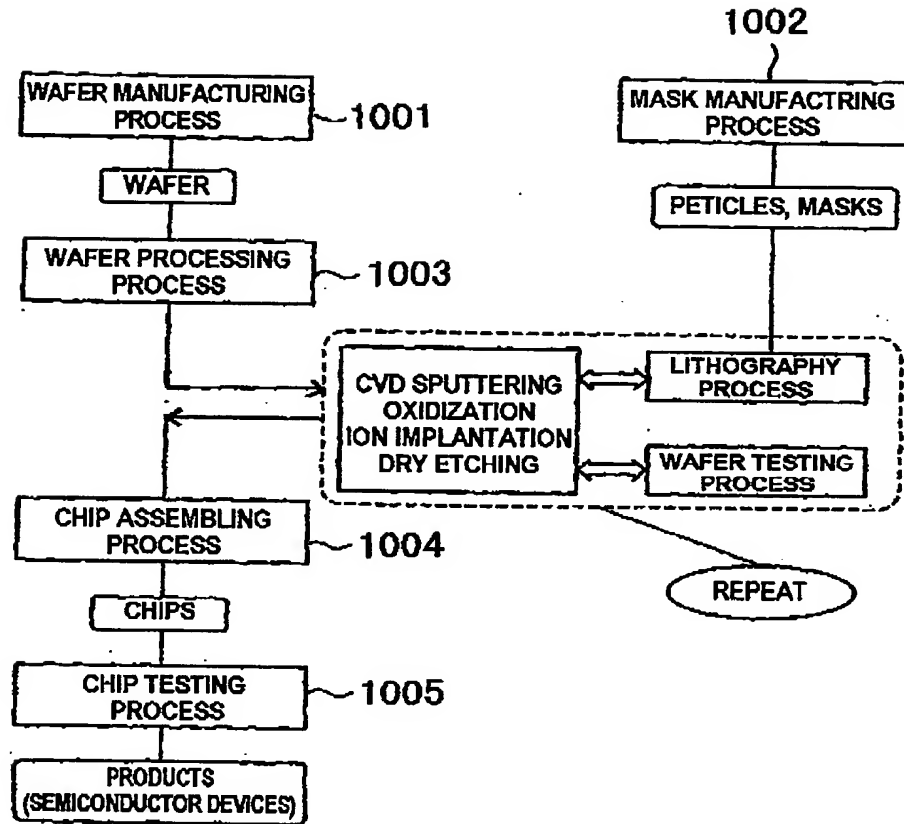 1002
WAFER MANUFACTURING
PROCESS
1001
MASK MANUFACTRING
PROCESS
WAFER
PETICLES, MASKS
WAFER PROCESSING
PROCESS
1003
CVD SPUTTERING
OXIDIZATION
ION IMPLANTATION
DRY ETCHING
LITHOGRAPHY
PROCESS
WAFER TESTING
PROCESS
CHIP ASSEMBLING
PROCESS
1004
REPEAT
CHIPS
CHIP TESTING
PROCESS
1005
PRODUCTS
(SEMICONDUCTOR DEVICES)